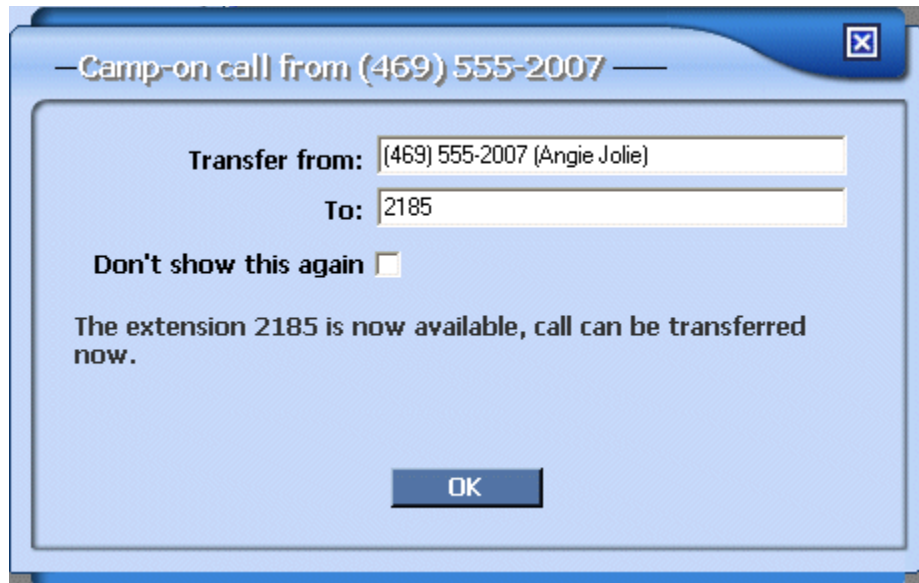 Camp-on call from (469) 555-2007
Transfer from: (469) 555-2007 (Angie Jolie)
To: 2185
Don't show this again
The extension 2185 is now available, call can be transferred
now.
OK